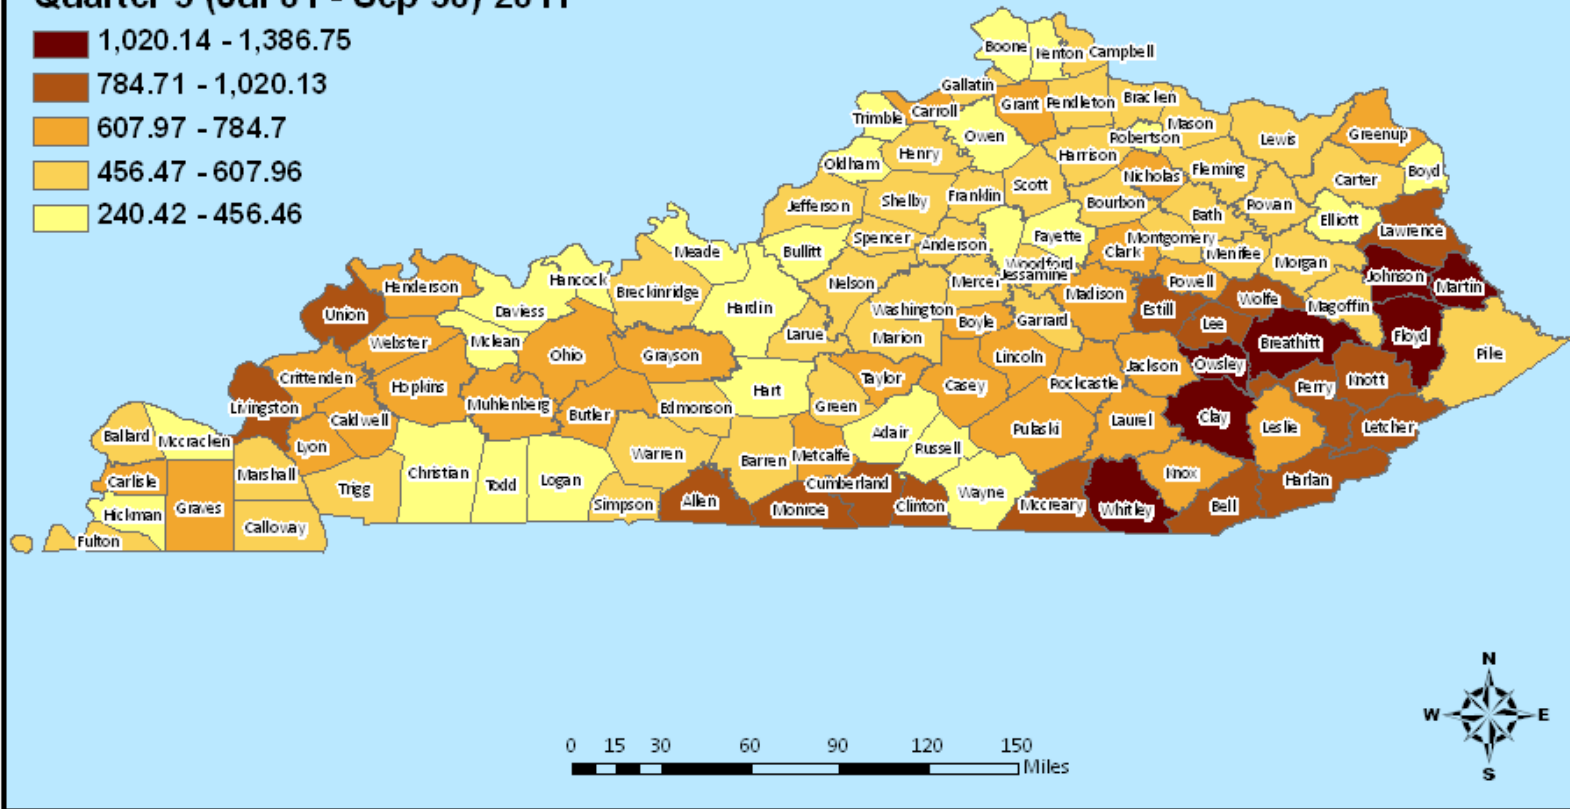 1,020.14 - 1,386.75
784.71 - 1,020.13
607.97 - 784.7
456.47 - 607.96
240.42 - 456.46
Boone
Kenton
Campbell
Gallatin
Carroll
Grant
Pendleton
Bracken
Trimble
Owen
Mason
Robertson
Lewis
Greenup
Oldham
Henry
Harrison
Nicholas
Fleming
Carter
Boyd
Jefferson
Shelby
Franklin
Scott
Bourbon
Bath
Rowan
Elliott
Lawrence
Meade
Bullitt
Spencer
Anderson
Fayette
Woodford
Jessamine
Clark
Montgomery
Menifee
Morgan
Johnson
Martin
Hancock
Henderson
Breckinridge
Nelson
Mercer
Madison
Powell
Wolfe
Magoffin
Union
Daviess
Hardin
Washington
Boyle
Garrard
Estill
Lee
Breathitt
Floyd
Webster
Mclean
Ohio
Grayson
Larue
Marion
Lincoln
Jackson
Owsley
Pike
Crittenden
Hopkins
Hart
Taylor
Casey
Rockcastle
Perry
Knott
Livingston
Caldwell
Muhlenberg
Butler
Edmonson
Green
Adair
Pulaski
Laurel
Clay
Leslie
Letcher
Ballard
Mccracken
Lyon
Warren
Barren
Metcalfe
Russell
Carlisle
Marshall
Trigg
Christian
Todd
Logan
Cumberland
Knox
Harlan
Hickman
Graves
Simpson
Allen
Monroe
Clinton
Wayne
Mccreary
Whitley
Bell
Fulton
Calloway
N
W E
S
0 15 30 60 90 120 150
Miles